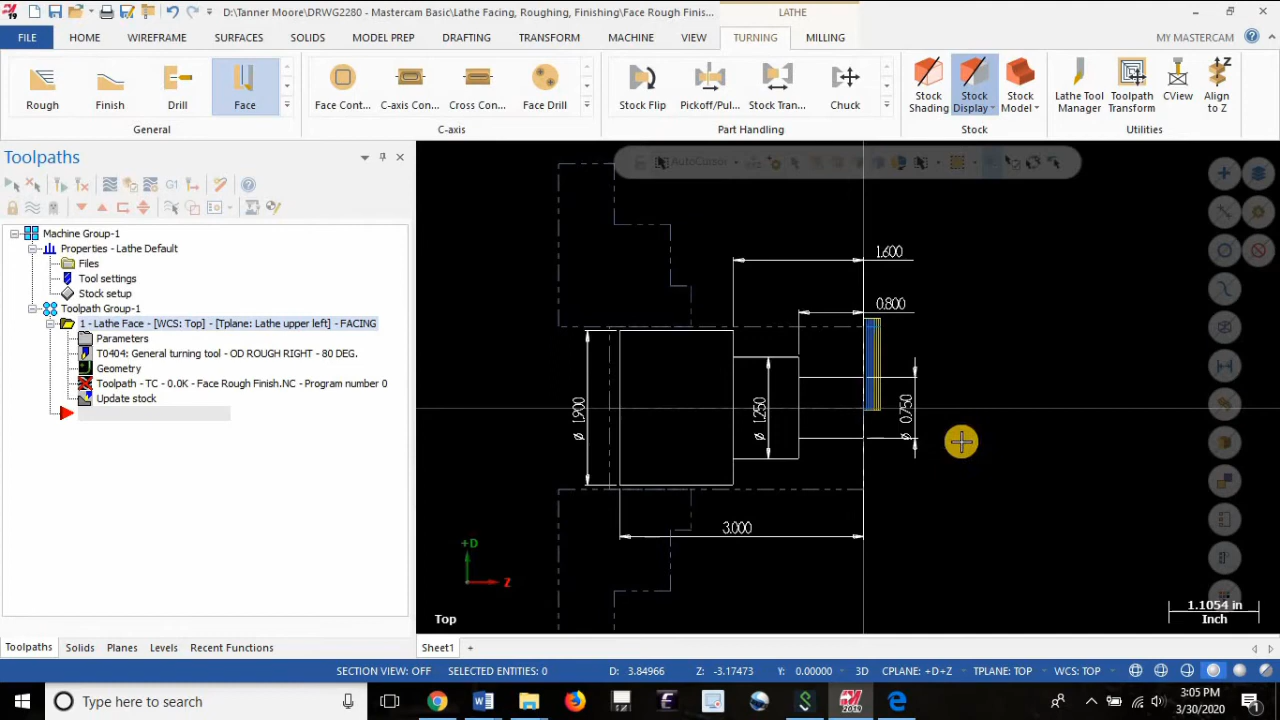 19
D:\Tanner Moore\DRWG2280 - Mastercam Basic\Lathe Facing, Roughing, Finishing\Face Rough Finis...
LATHE
FILE
HOME
WIREFRAME
SURFACES
SOLIDS
MODEL PREP
DRAFTING
TRANSFORM
MACHINE
VIEW
TURNING
MILLING
MY MASTERCAM
Rough
Finish
Drill
Face
Face Cont...
C-axis Con...
Cross Con...
Face Drill
Stock Flip
Pickoff/Pul...
Stock Tran...
Chuck
Stock Shading
Stock Display
Stock Model
Lathe Tool Manager
Toolpath Transform
CView
Align to Z
General
C-axis
Part Handling
Stock
Utilities
Toolpaths
AutoCursor
G1
Machine Group-1
Properties - Lathe Default
Files
Tool settings
Stock setup
Toolpath Group-1
1 - Lathe Face - [WCS: Top] - [Tplane: Lathe upper left] - FACING
Parameters
T0404: General turning tool - OD ROUGH RIGHT - 80 DEG.
Geometry
Toolpath - TC - 0.0K - Face Rough Finish.NC - Program number 0
Update stock
1.600
0.800
ø 1.900
ø 1.250
ø 0.750
3.000
+D
Z
Top
1.1054 in
Inch
Toolpaths
Solids
Planes
Levels
Recent Functions
Sheet1
+
SECTION VIEW: OFF
SELECTED ENTITIES: 0
D: 3.84966
Z: -3.17473
Y: 0.00000
3D
CPLANE: +D+Z
TPLANE: TOP
WCS: TOP
Type here to search
2019
3:05 PM
3/30/2020